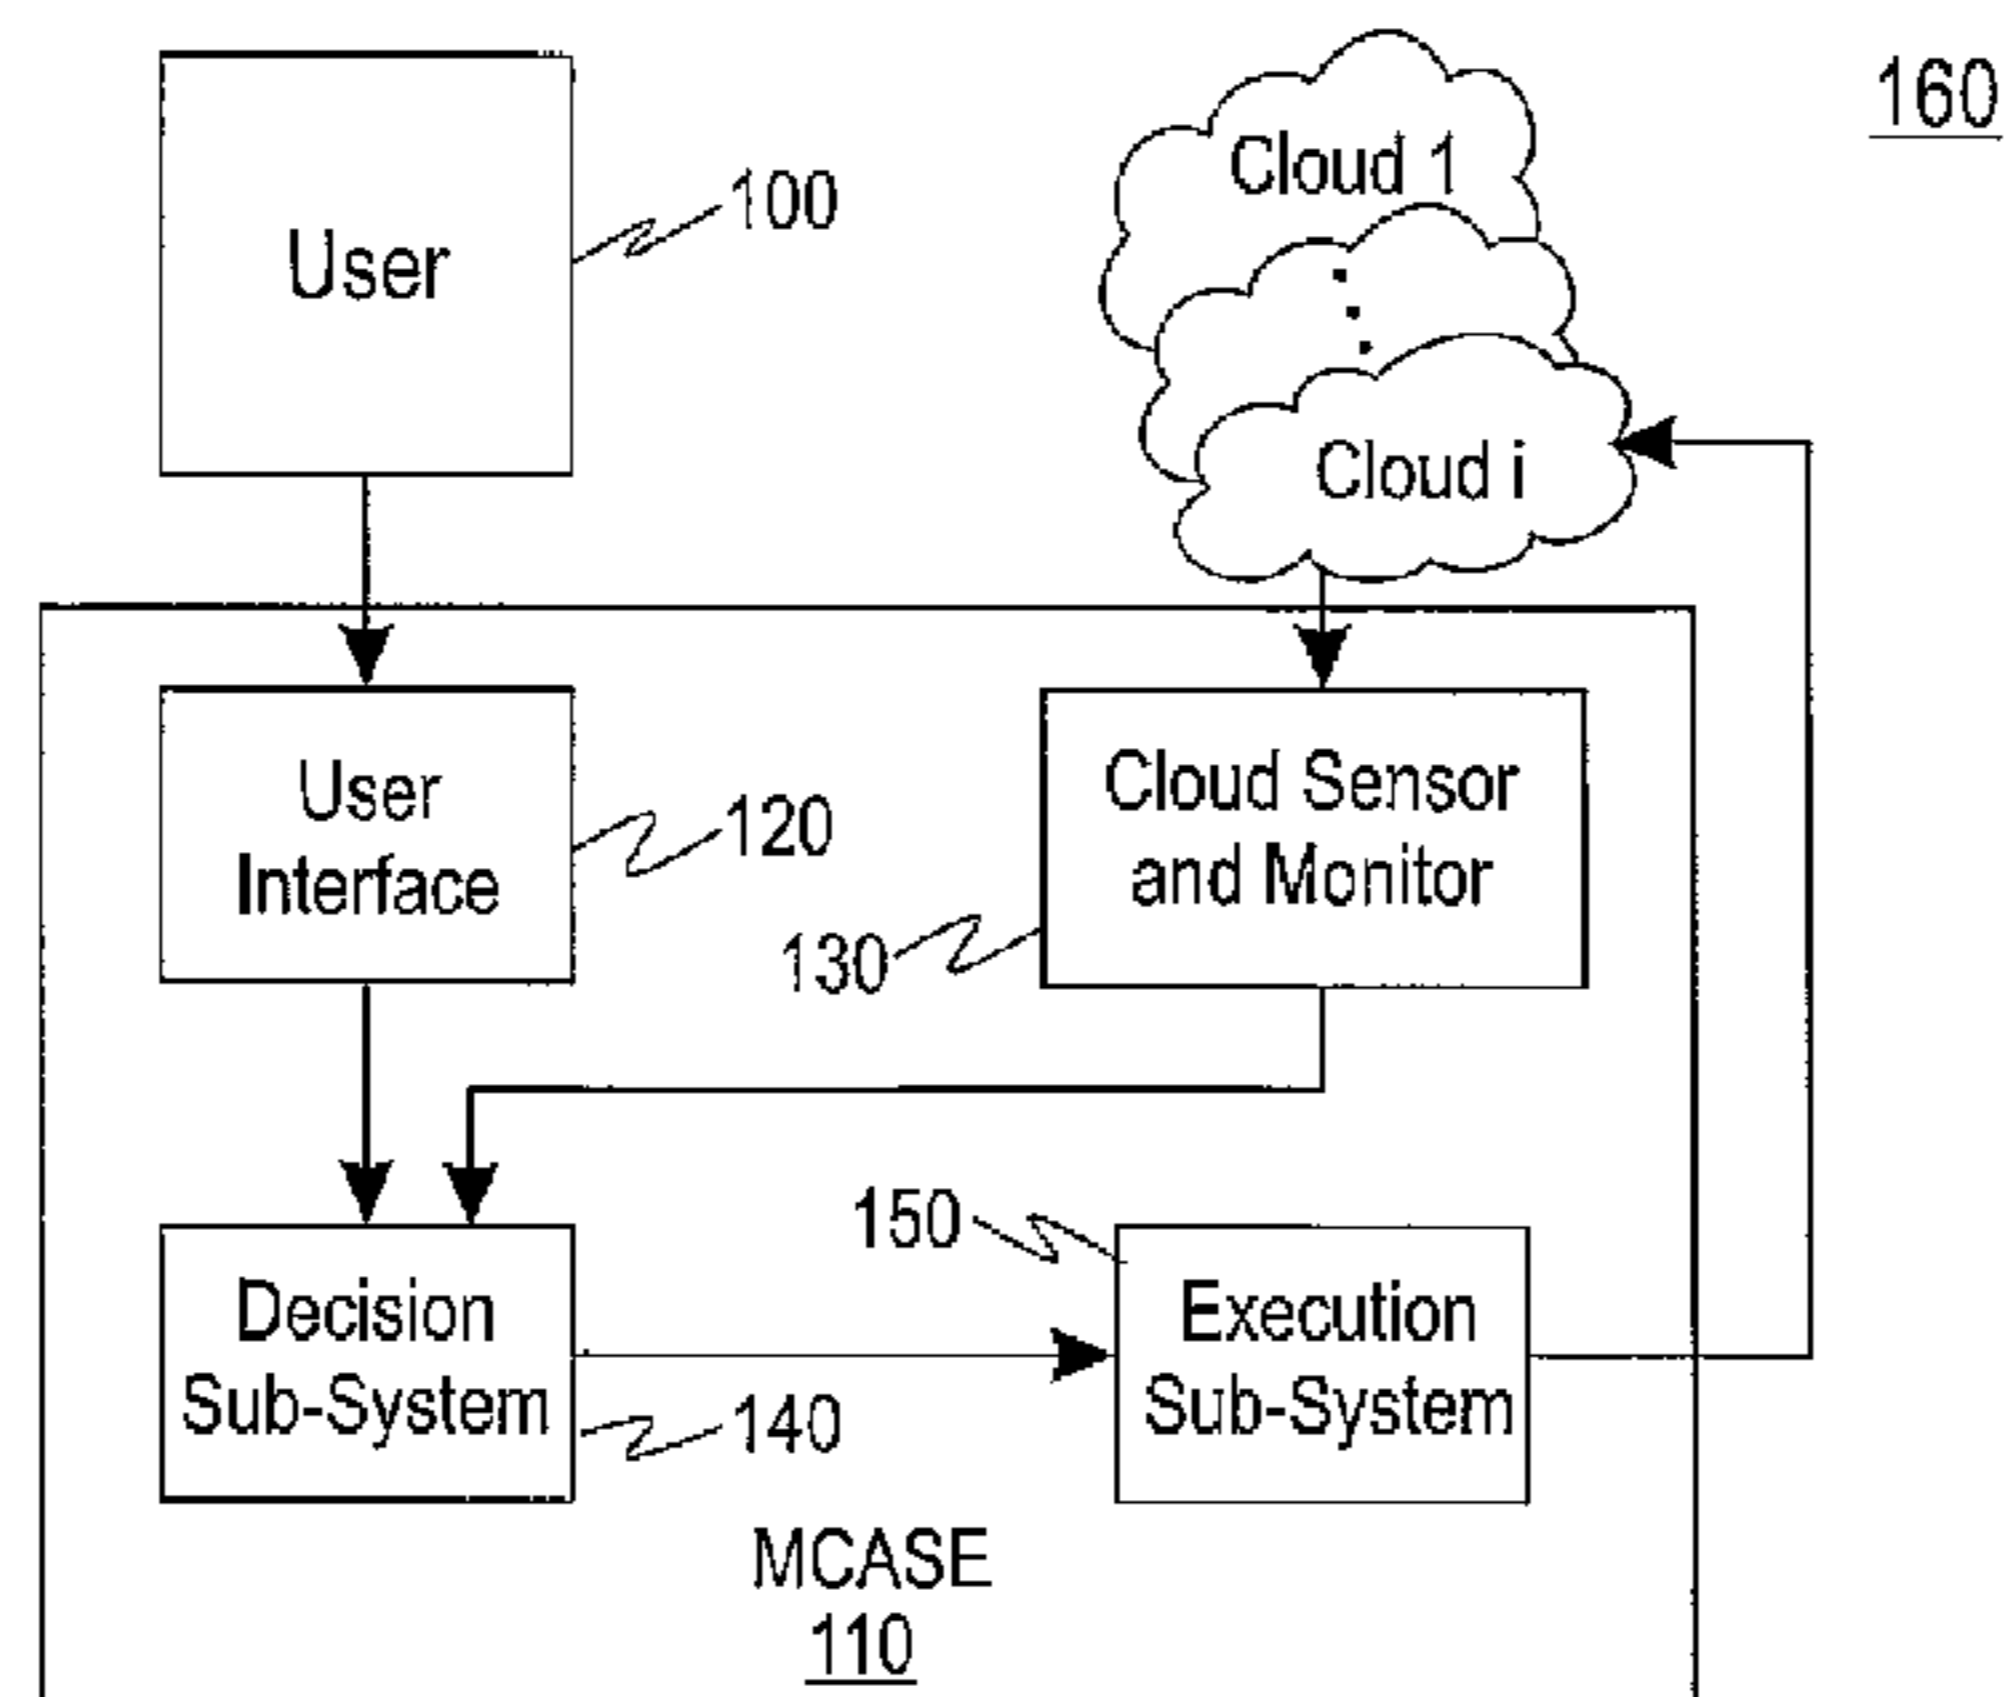 160
User
100
Cloud 1
Cloud i
User
Interface
120
Cloud Sensor
and Monitor
130
Decision
Sub-System
140
150
Execution
Sub-System
MCASE
110